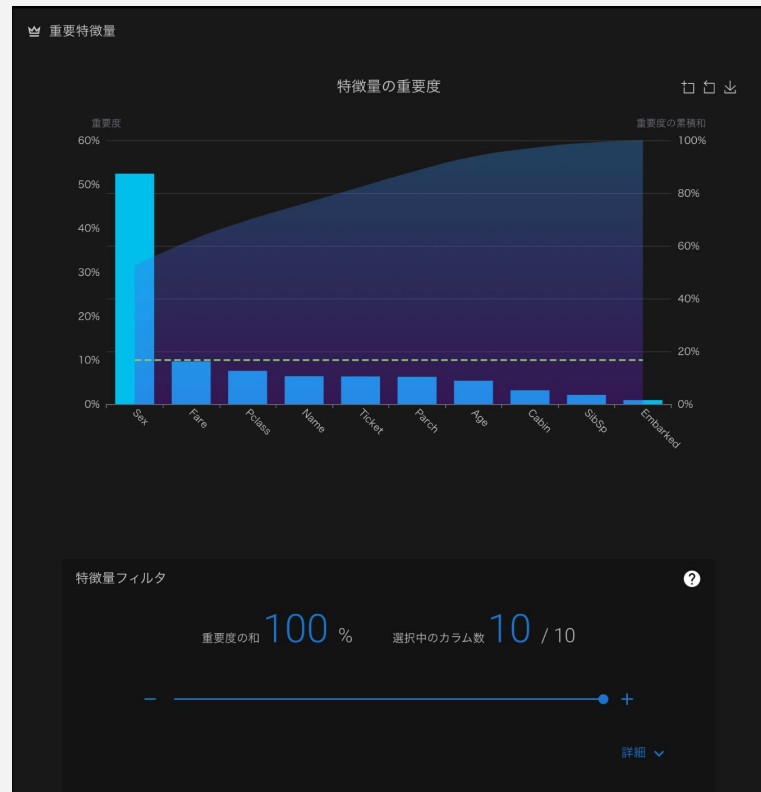 重要特徴量
特徴量の重要度
重要度
重要度の累積和
60%
50%
40%
30%
20%
10%
0%
100%
80%
60%
40%
20%
0%
Sex
Fare
Pclass
Name
Ticket
Parch
Age
Cabin
SibSp
Embarked
特徴量フィルタ
?
重要度の和 100 % 選択中のカラム数 10 / 10
− +
詳細